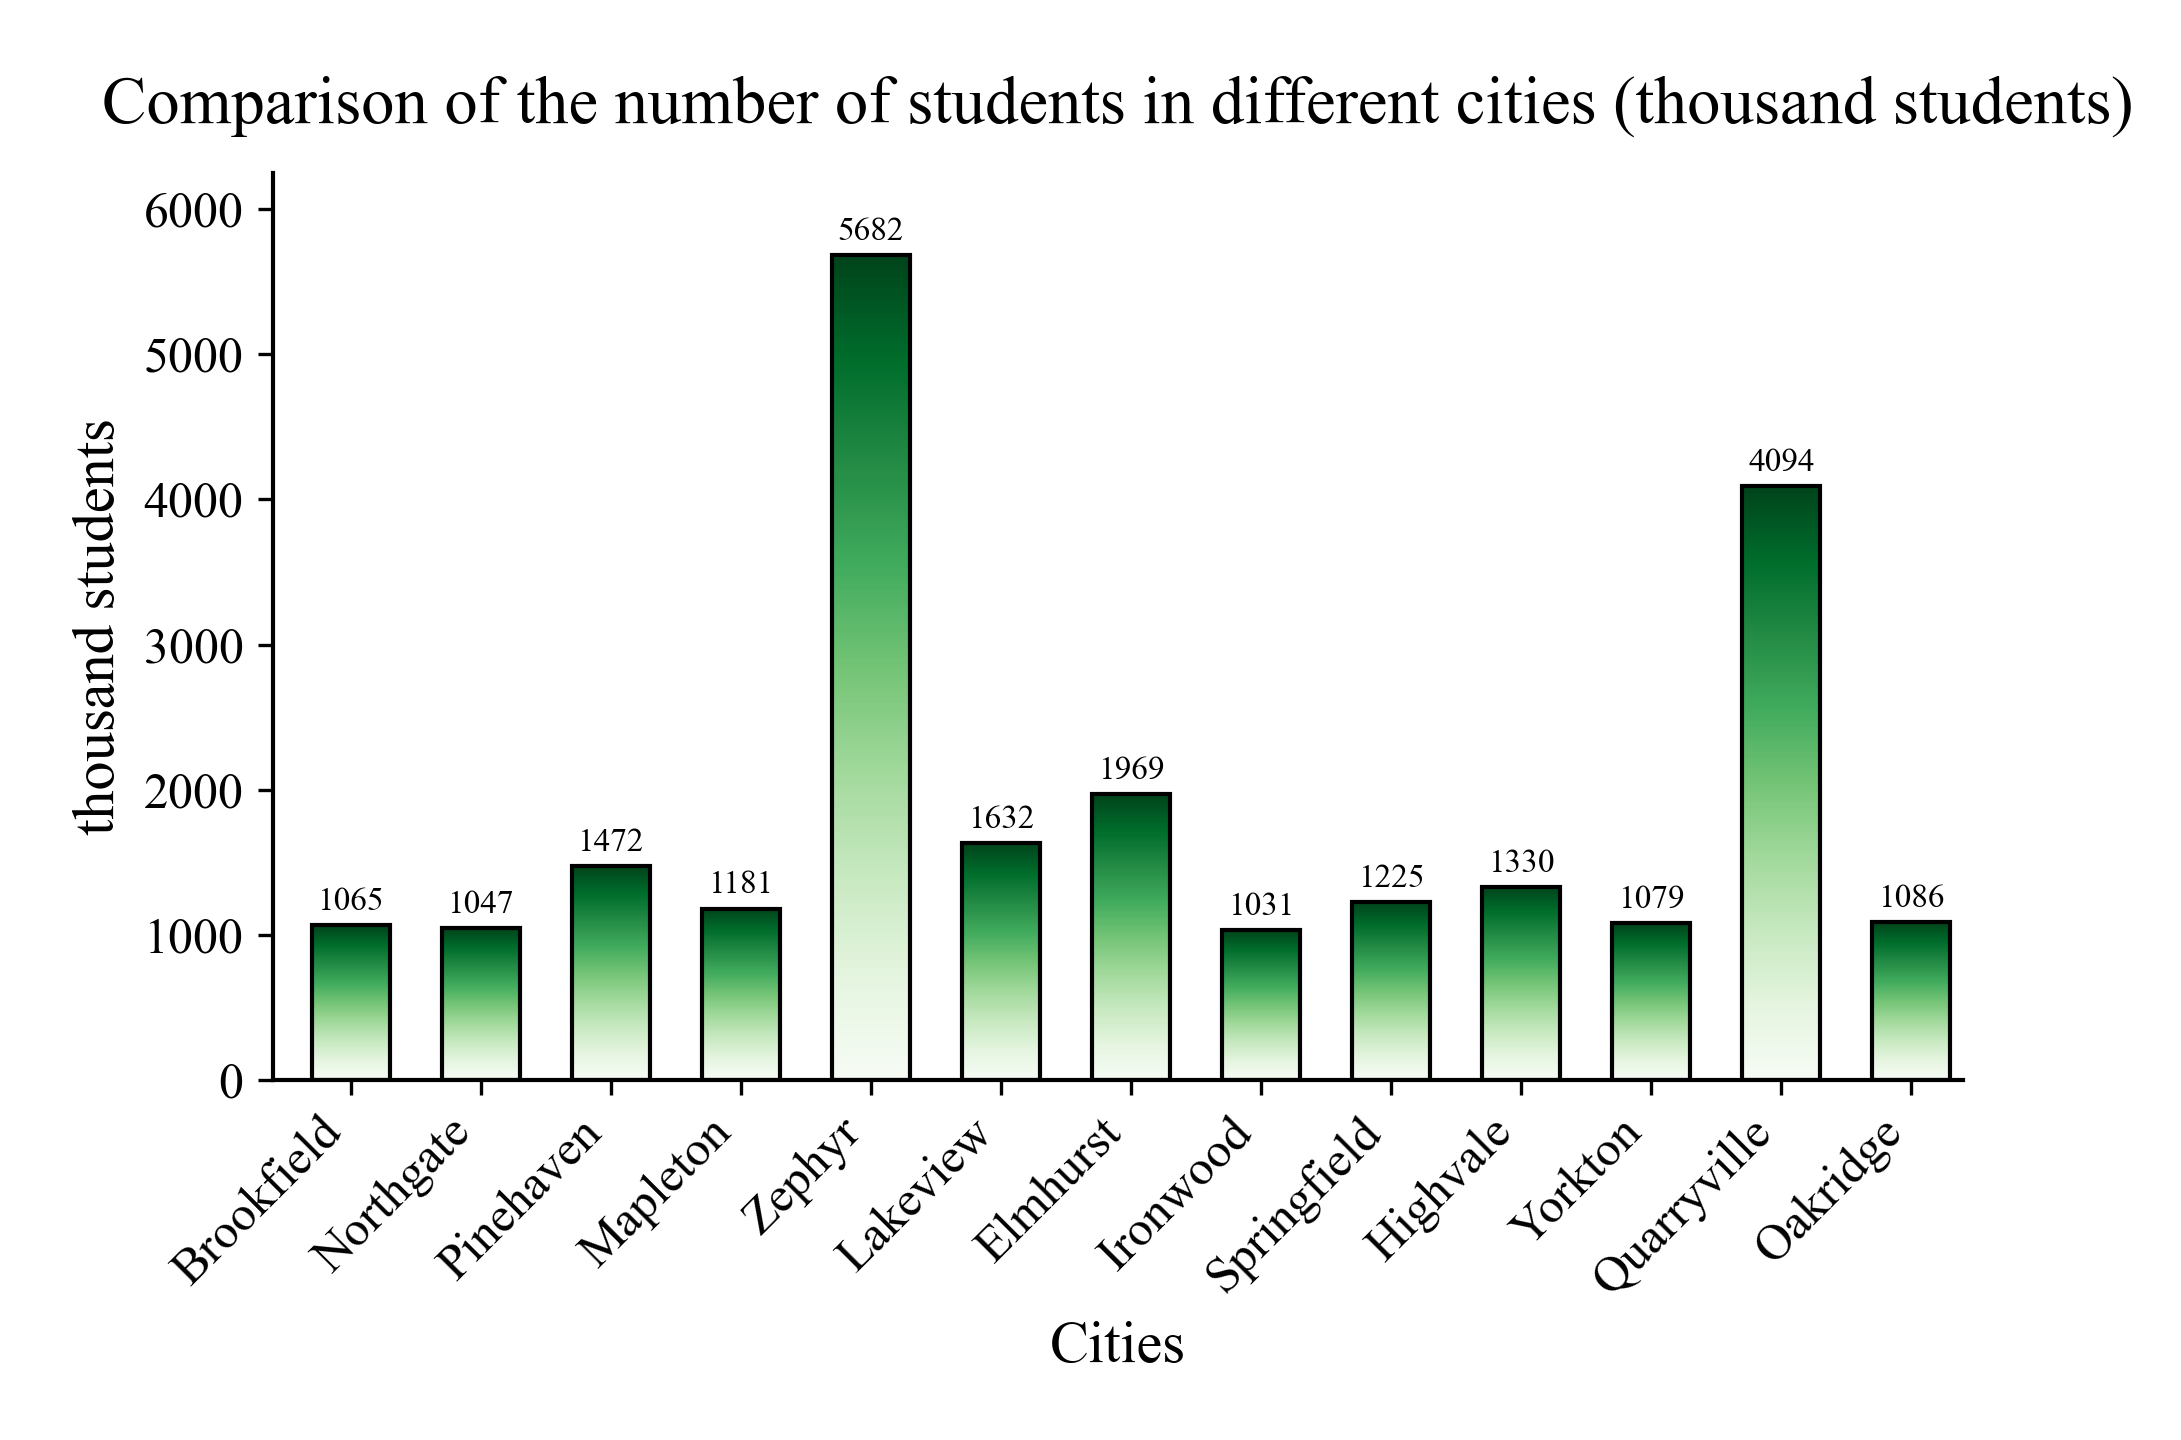 Comparison of the number of students in different cities (thousand students)
thousand students
6000
5000
4000
3000
2000
1000
0
1065
1047
1472
1181
5682
1632
1969
1031
1225
1330
1079
4094
1086
Brookfield
Northgate
Pinehaven
Mapleton
Zephyr
Lakeview
Elmhurst
Ironwood
Springfield
Highvale
Yorkton
Quarryville
Oakridge
Cities